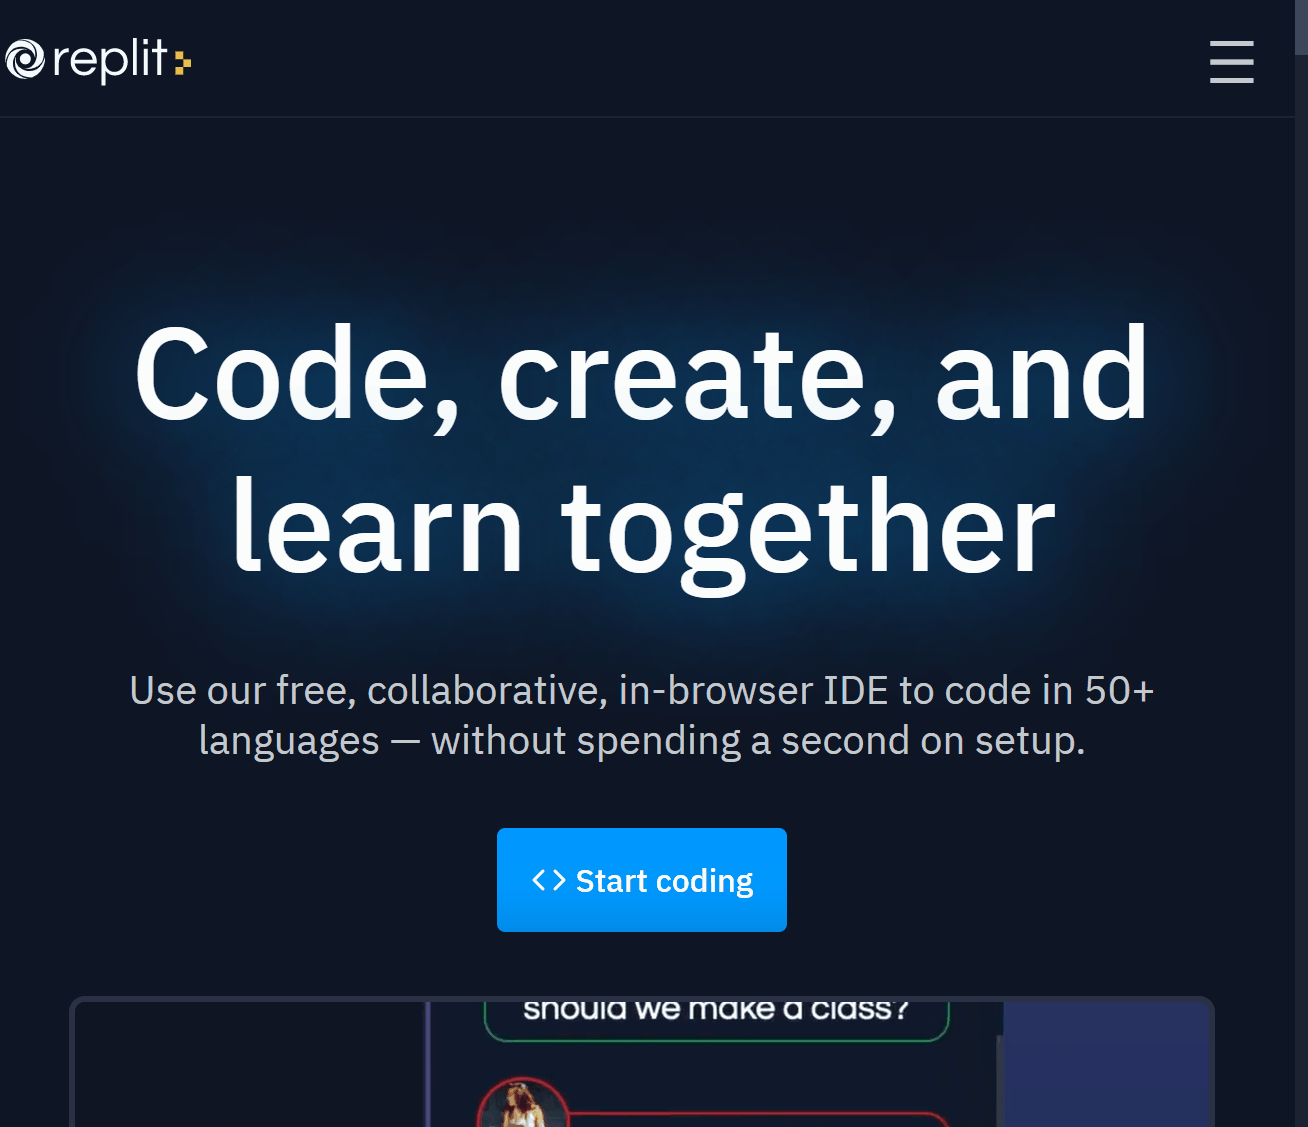 replit
Code, create, and
learn together
Use our free, collaborative, in-browser IDE to code in 50+
languages — without spending a second on setup.
<> Start coding
should we make a class?